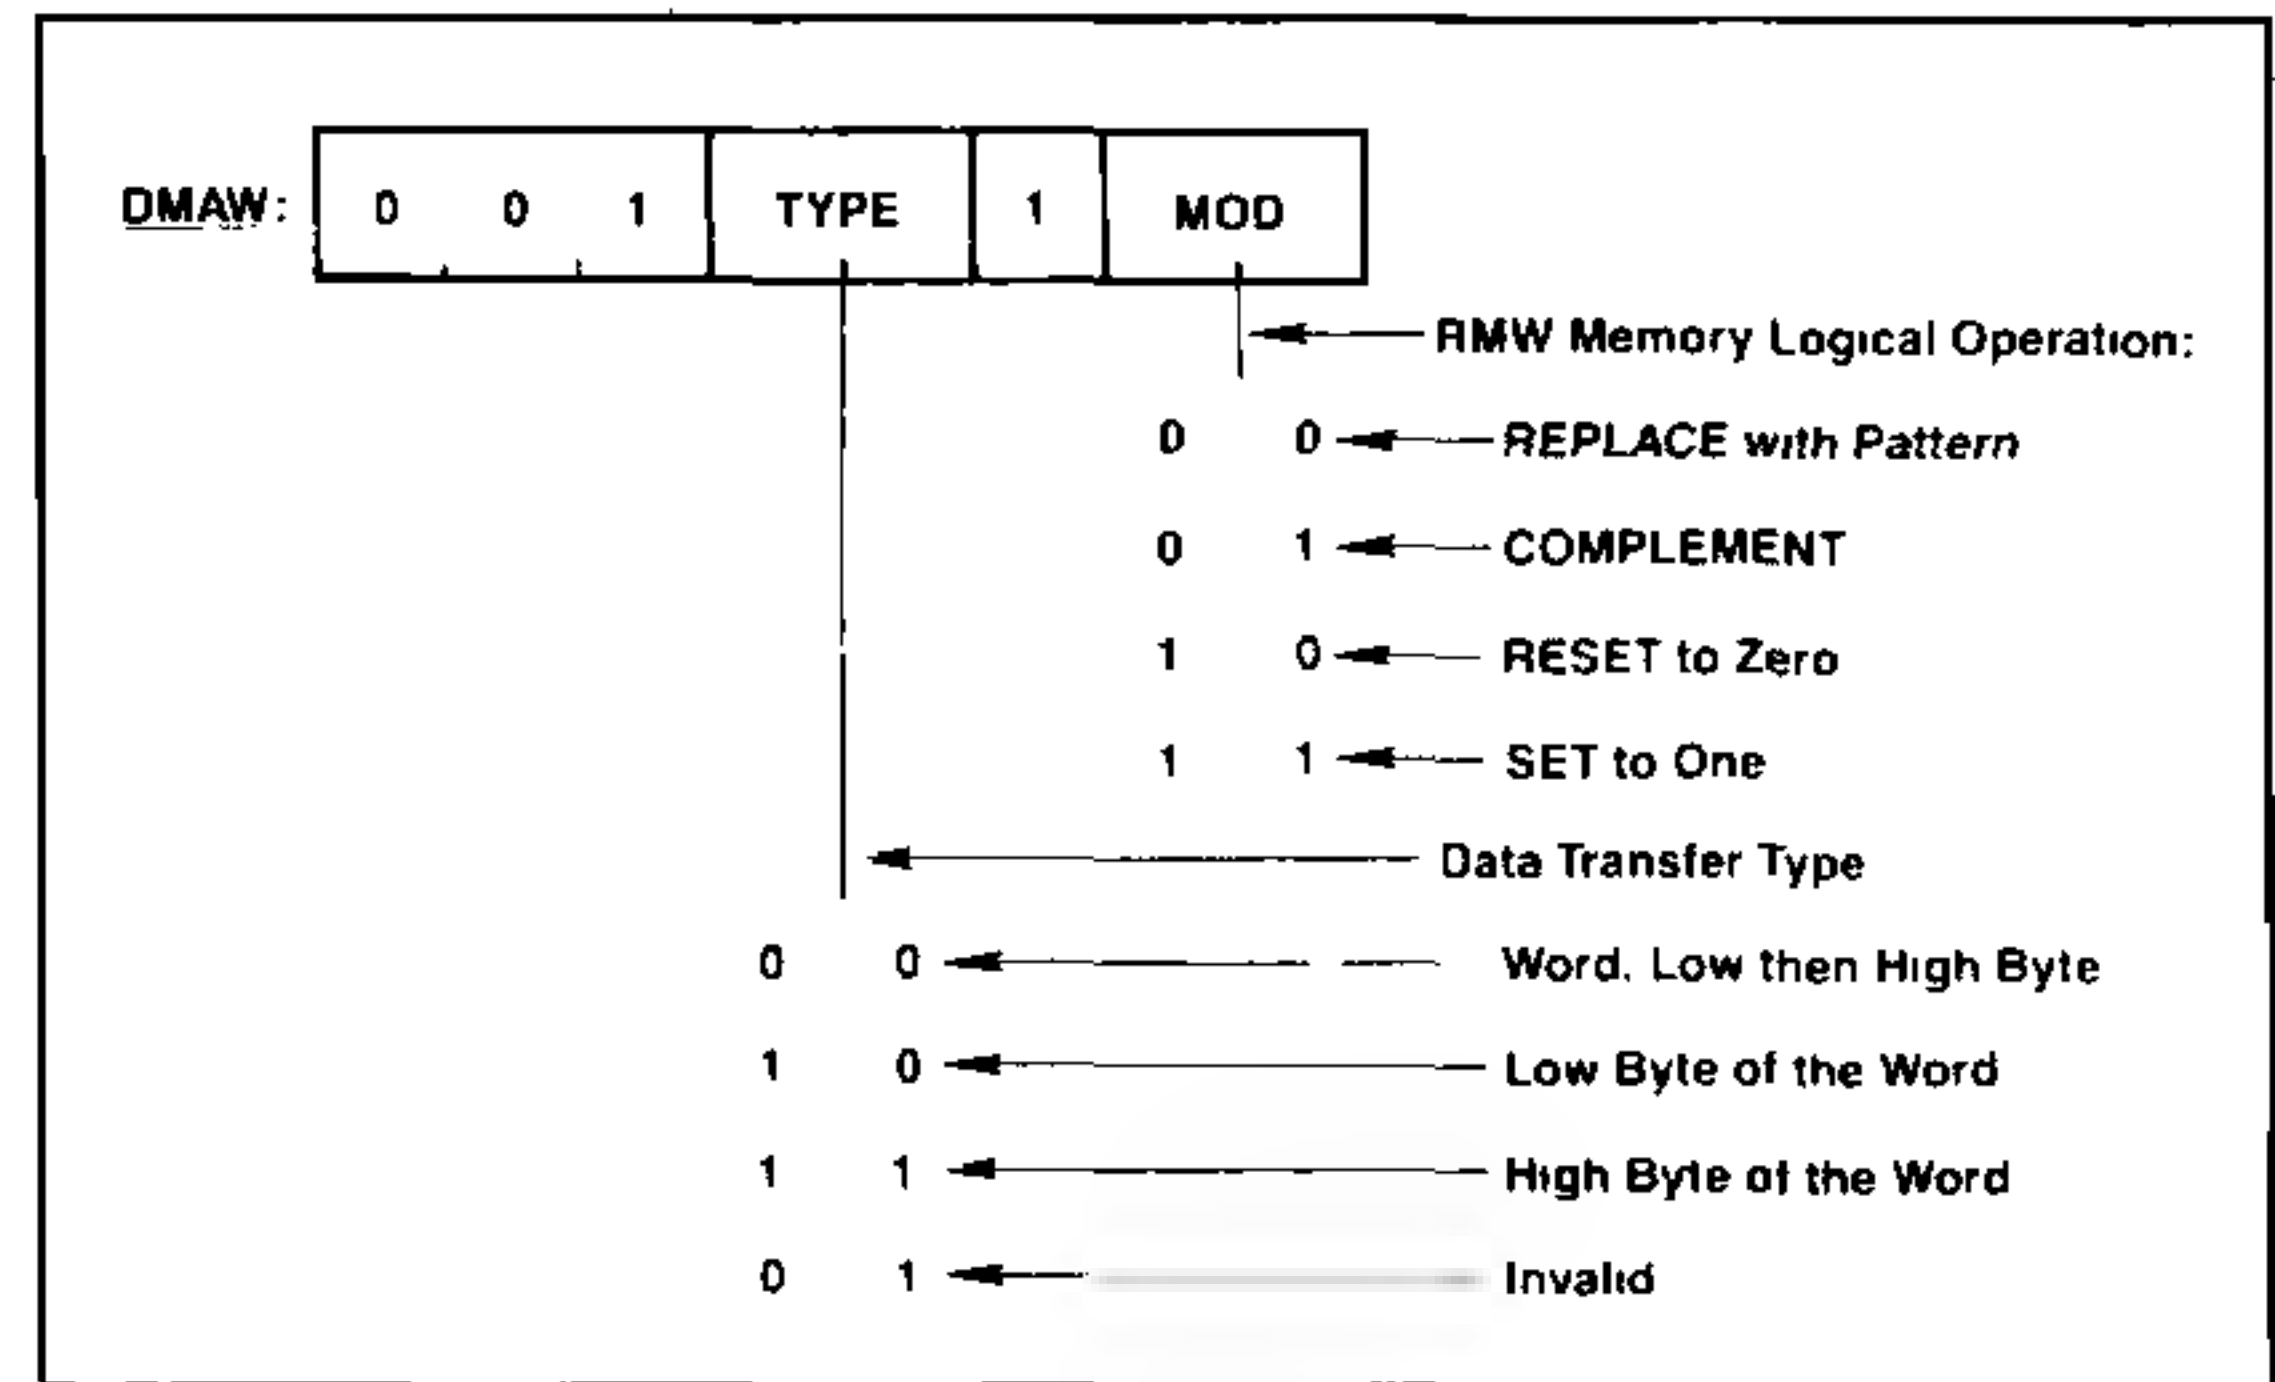 DMAW: 0 0 1 TYPE 1 MOD
RMW Memory Logical Operation:
0 0 REPLACE with Pattern
0 1 COMPLEMENT
1 0 RESET to Zero
1 1 SET to One
Data Transfer Type
0 0 Word, Low then High Byte
1 0 Low Byte of the Word
1 1 High Byte of the Word
0 1 Invalid